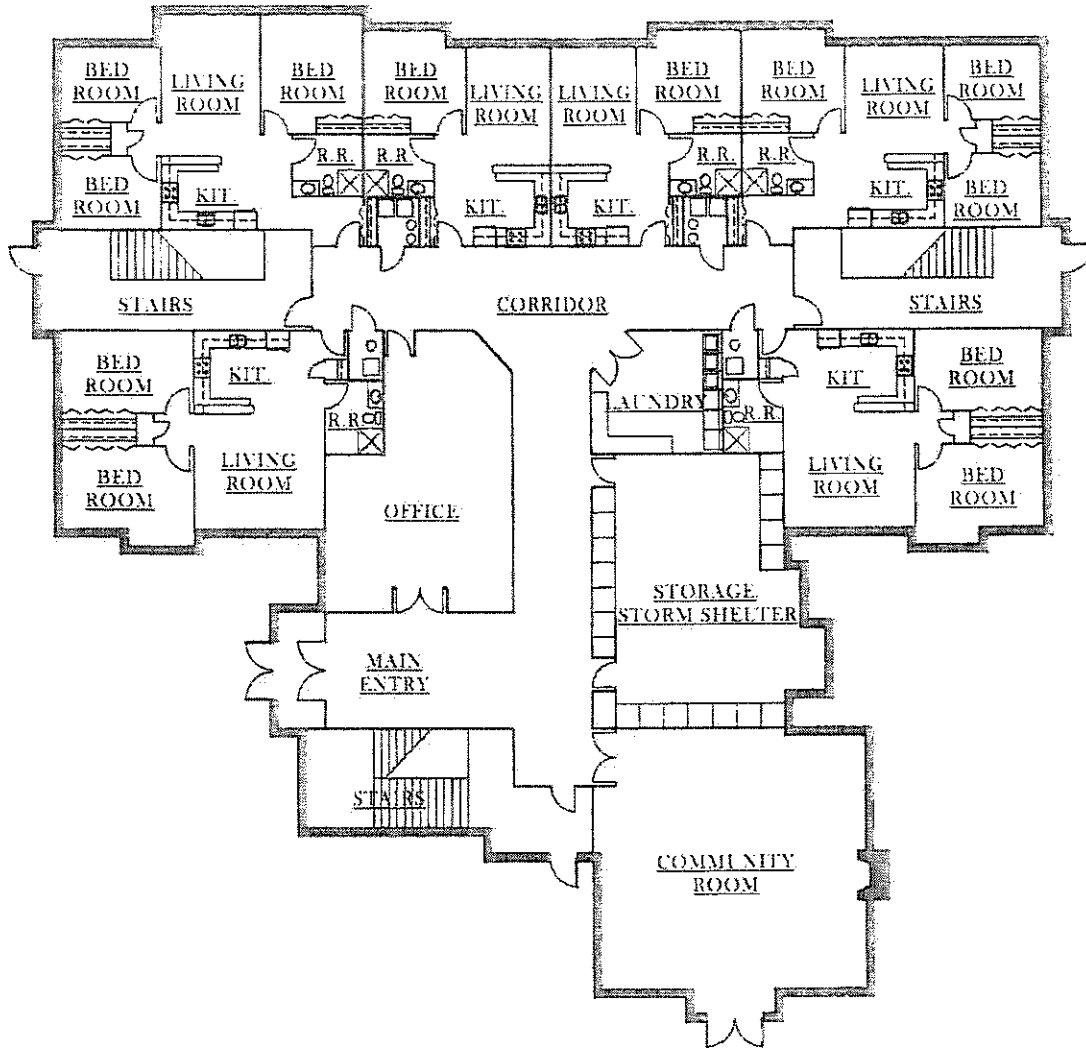 BED
ROOM
LIVING
ROOM
BED
ROOM
BED
ROOM
LIVING
ROOM
LIVING
ROOM
BED
ROOM
BED
ROOM
LIVING
ROOM
BED
ROOM
R.R.
R.R.
R.R.
R.R.
BED
ROOM
KIT.
KIT.
KIT.
KIT.
BED
ROOM
STAIRS
CORRIDOR
STAIRS
BED
ROOM
KIT.
LAUNDRY
KIT.
BED
ROOM
R.R.
R.R.
BED
ROOM
LIVING
ROOM
OFFICE
LIVING
ROOM
BED
ROOM
STORAGE
STORM SHELTER
MAIN
ENTRY
STAIRS
COMMUNITY
ROOM